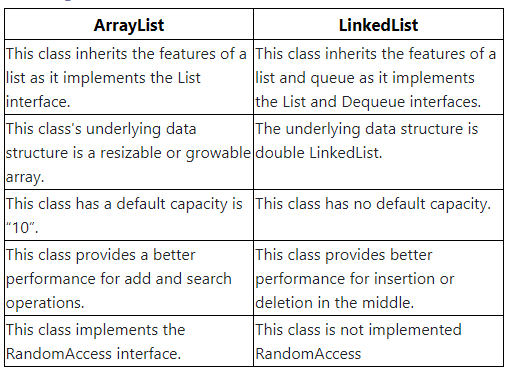 ArrayList
LinkedList
This class inherits the features of a
list as it implements the List
interface.
This class inherits the features of a
list and queue as it implements
the List and Dequeue interfaces.
This class's underlying data
structure is a resizable or growable
array.
The underlying data structure is
double LinkedList.
This class has a default capacity is
“10”.
This class has no default capacity.
This class provides a better
performance for add and search
operations.
This class provides better
performance for insertion or
deletion in the middle.
This class implements the
RandomAccess interface.
This class is not implemented
RandomAccess